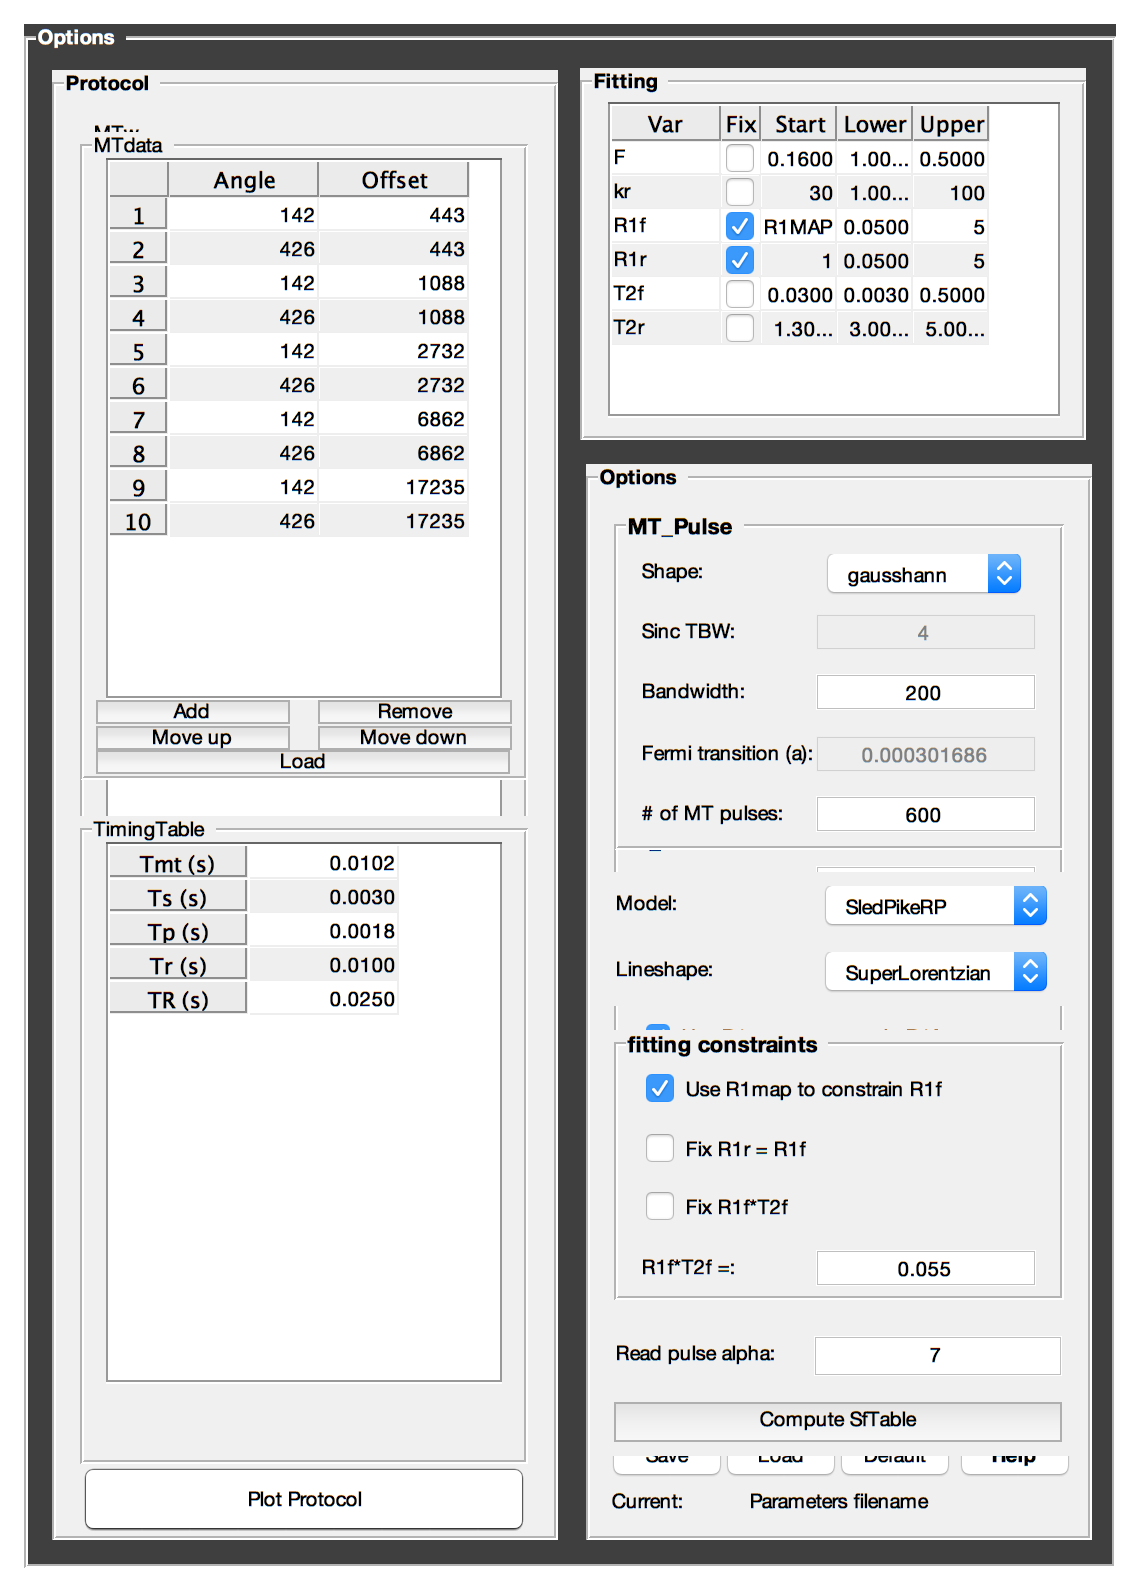 Options
Protocol
MTdata
Angle Offset
1 142 443
2 426 443
3 142 1088
4 426 1088
5 142 2732
6 426 2732
7 142 6862
8 426 6862
9 142 17235
10 426 17235
Add Remove
Move up Move down
Load
TimingTable
Tmt (s) 0.0102
Ts (s) 0.0030
Tp (s) 0.0018
Tr (s) 0.0100
TR (s) 0.0250
Plot Protocol
Fitting
Var Fix Start Lower Upper
F 0.1600 1.00... 0.5000
kr 30 1.00... 100
R1f R1MAP 0.0500 5
R1r 1 0.0500 5
T2f 0.0300 0.0030 0.5000
T2r 1.30... 3.00... 5.00...
Options
MT_Pulse
Shape: gausshann
Sinc TBW: 4
Bandwidth: 200
Fermi transition (a): 0.000301686
# of MT pulses: 600
Model: SledPikeRP
Lineshape: SuperLorentzian
fitting constraints
Use R1map to constrain R1f
Fix R1r = R1f
Fix R1f*T2f
R1f*T2f =: 0.055
Read pulse alpha: 7
Compute SfTable
Save Load Default Help
Current: Parameters filename